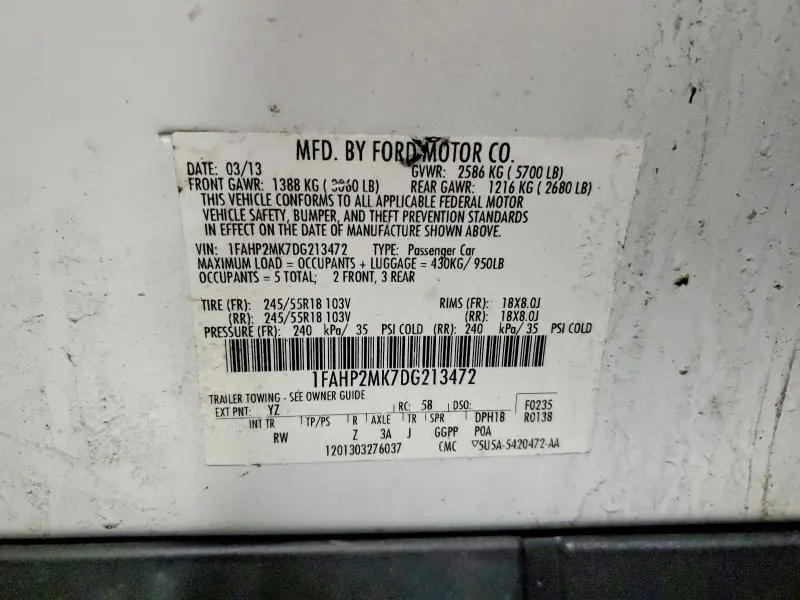 MFD. BY FORD MOTOR CO.
DATE: 03/13 GVWR: 2586 KG ( 5700 LB)
FRONT GAWR: 1388 KG ( 3060 LB) REAR GAWR: 1216 KG ( 2680 LB)
THIS VEHICLE CONFORMS TO ALL APPLICABLE FEDERAL MOTOR
VEHICLE SAFETY, BUMPER, AND THEFT PREVENTION STANDARDS
IN EFFECT ON THE DATE OF MANUFACTURE SHOWN ABOVE.
VIN: 1FAHP2MK7DG213472 TYPE: Passenger Car
MAXIMUM LOAD = OCCUPANTS + LUGGAGE = 430KG/ 950LB
OCCUPANTS = 5 TOTAL; 2 FRONT, 3 REAR
TIRE (FR): 245/55R18 103V RIMS (FR): 18X8.0J
(RR): 245/55R18 103V (RR): 18X8.0J
PRESSURE (FR): 240 kPa/ 35 PSI COLD (RR): 240 kPa/ 35 PSI COLD
1FAHP2MK7DG213472
TRAILER TOWING - SEE OWNER GUIDE
EXT PNT: YZ RC: 58 DSO: F0235
INT TR TP/PS R AXLE TR SPR DPH1B R0138
RW Z 3A J GGPP POA
1201303276037 CMC ▽5U5A-5420472-AA